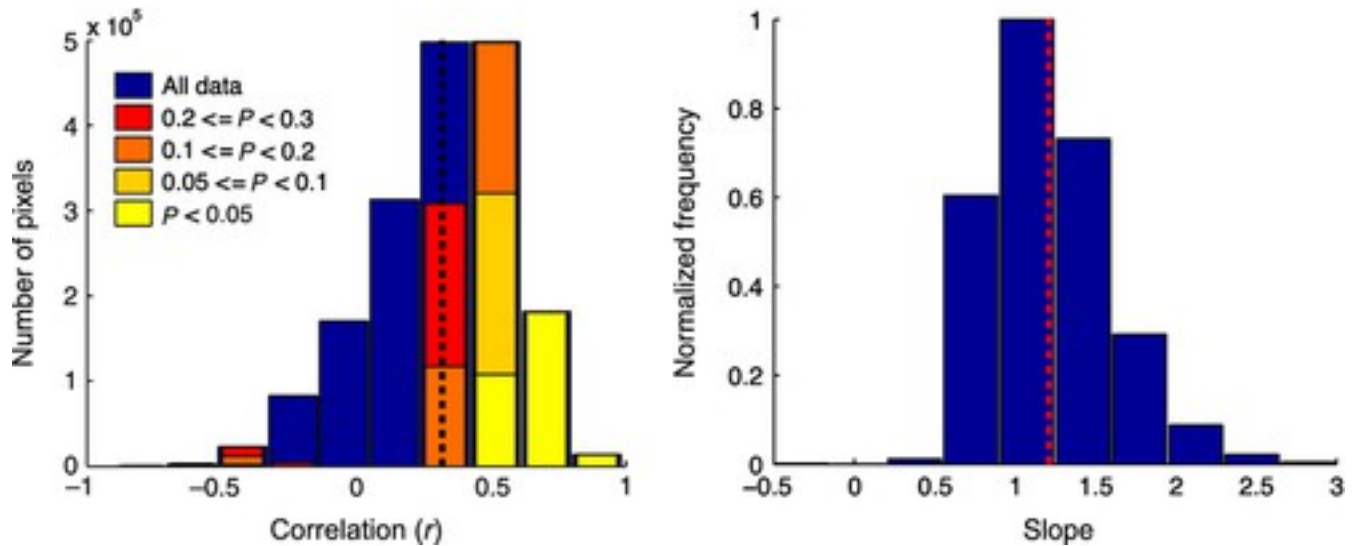 x 10⁵
5
4
3
2
1
0
Number of pixels
All data
0.2 <= P < 0.3
0.1 <= P < 0.2
0.05 <= P < 0.1
P < 0.05
−1
−0.5
0
0.5
1
Correlation (r)
1
0.8
0.6
0.4
0.2
0
Normalized frequency
−0.5
0
0.5
1
1.5
2
2.5
3
Slope